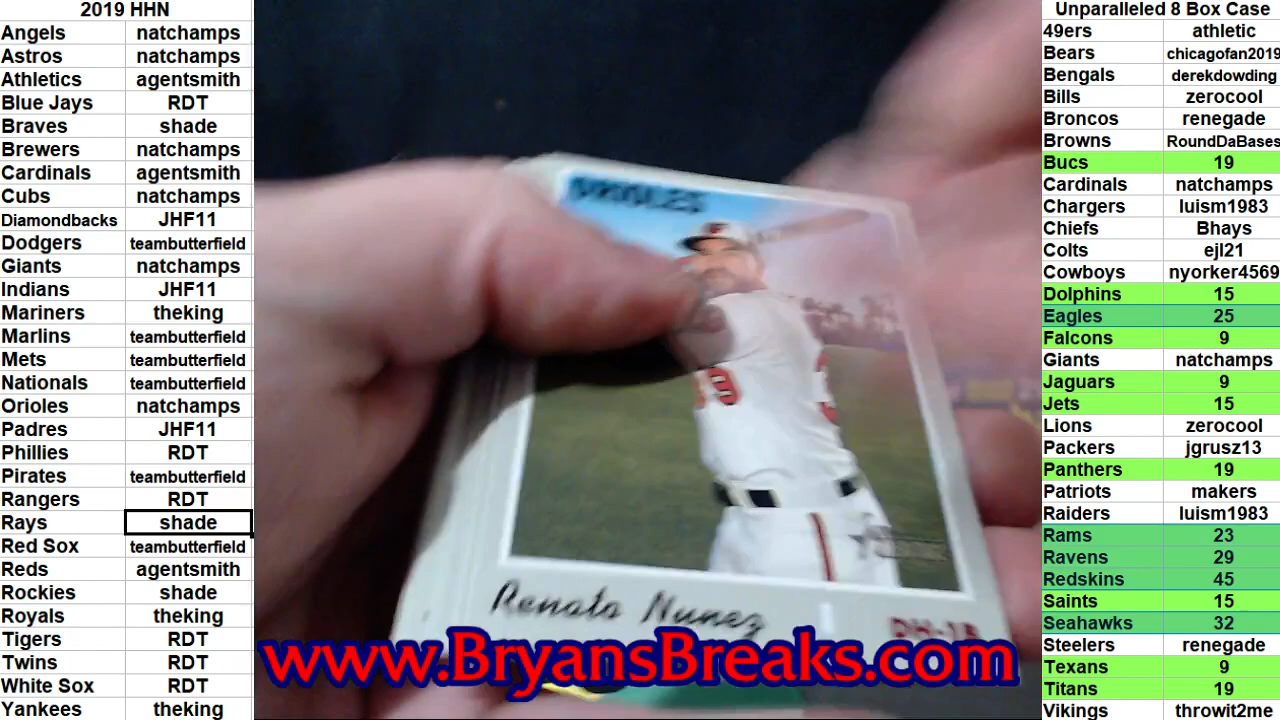 2019 HHN
Angels natchamps
Astros natchamps
Athletics agentsmith
Blue Jays RDT
Braves shade
Brewers natchamps
Cardinals agentsmith
Cubs natchamps
Diamondbacks JHF11
Dodgers teambutterfield
Giants natchamps
Indians JHF11
Mariners theking
Marlins teambutterfield
Mets teambutterfield
Nationals teambutterfield
Orioles natchamps
Padres JHF11
Phillies RDT
Pirates teambutterfield
Rangers RDT
Rays shade
Red Sox teambutterfield
Reds agentsmith
Rockies shade
Royals theking
Tigers RDT
Twins RDT
White Sox RDT
Yankees theking
ORIOLES
39
3
Renato Nunez
DH-1B
www.BryansBreaks.com
Unparalleled 8 Box Case
49ers athletic
Bears chicagofan2019
Bengals derekdowding
Bills zerocool
Broncos renegade
Browns RoundDaBases
Bucs 19
Cardinals natchamps
Chargers luism1983
Chiefs Bhays
Colts ejl21
Cowboys nyorker4569
Dolphins 15
Eagles 25
Falcons 9
Giants natchamps
Jaguars 9
Jets 15
Lions zerocool
Packers jgrusz13
Panthers 19
Patriots makers
Raiders luism1983
Rams 23
Ravens 29
Redskins 45
Saints 15
Seahawks 32
Steelers renegade
Texans 9
Titans 19
Vikings throwit2me